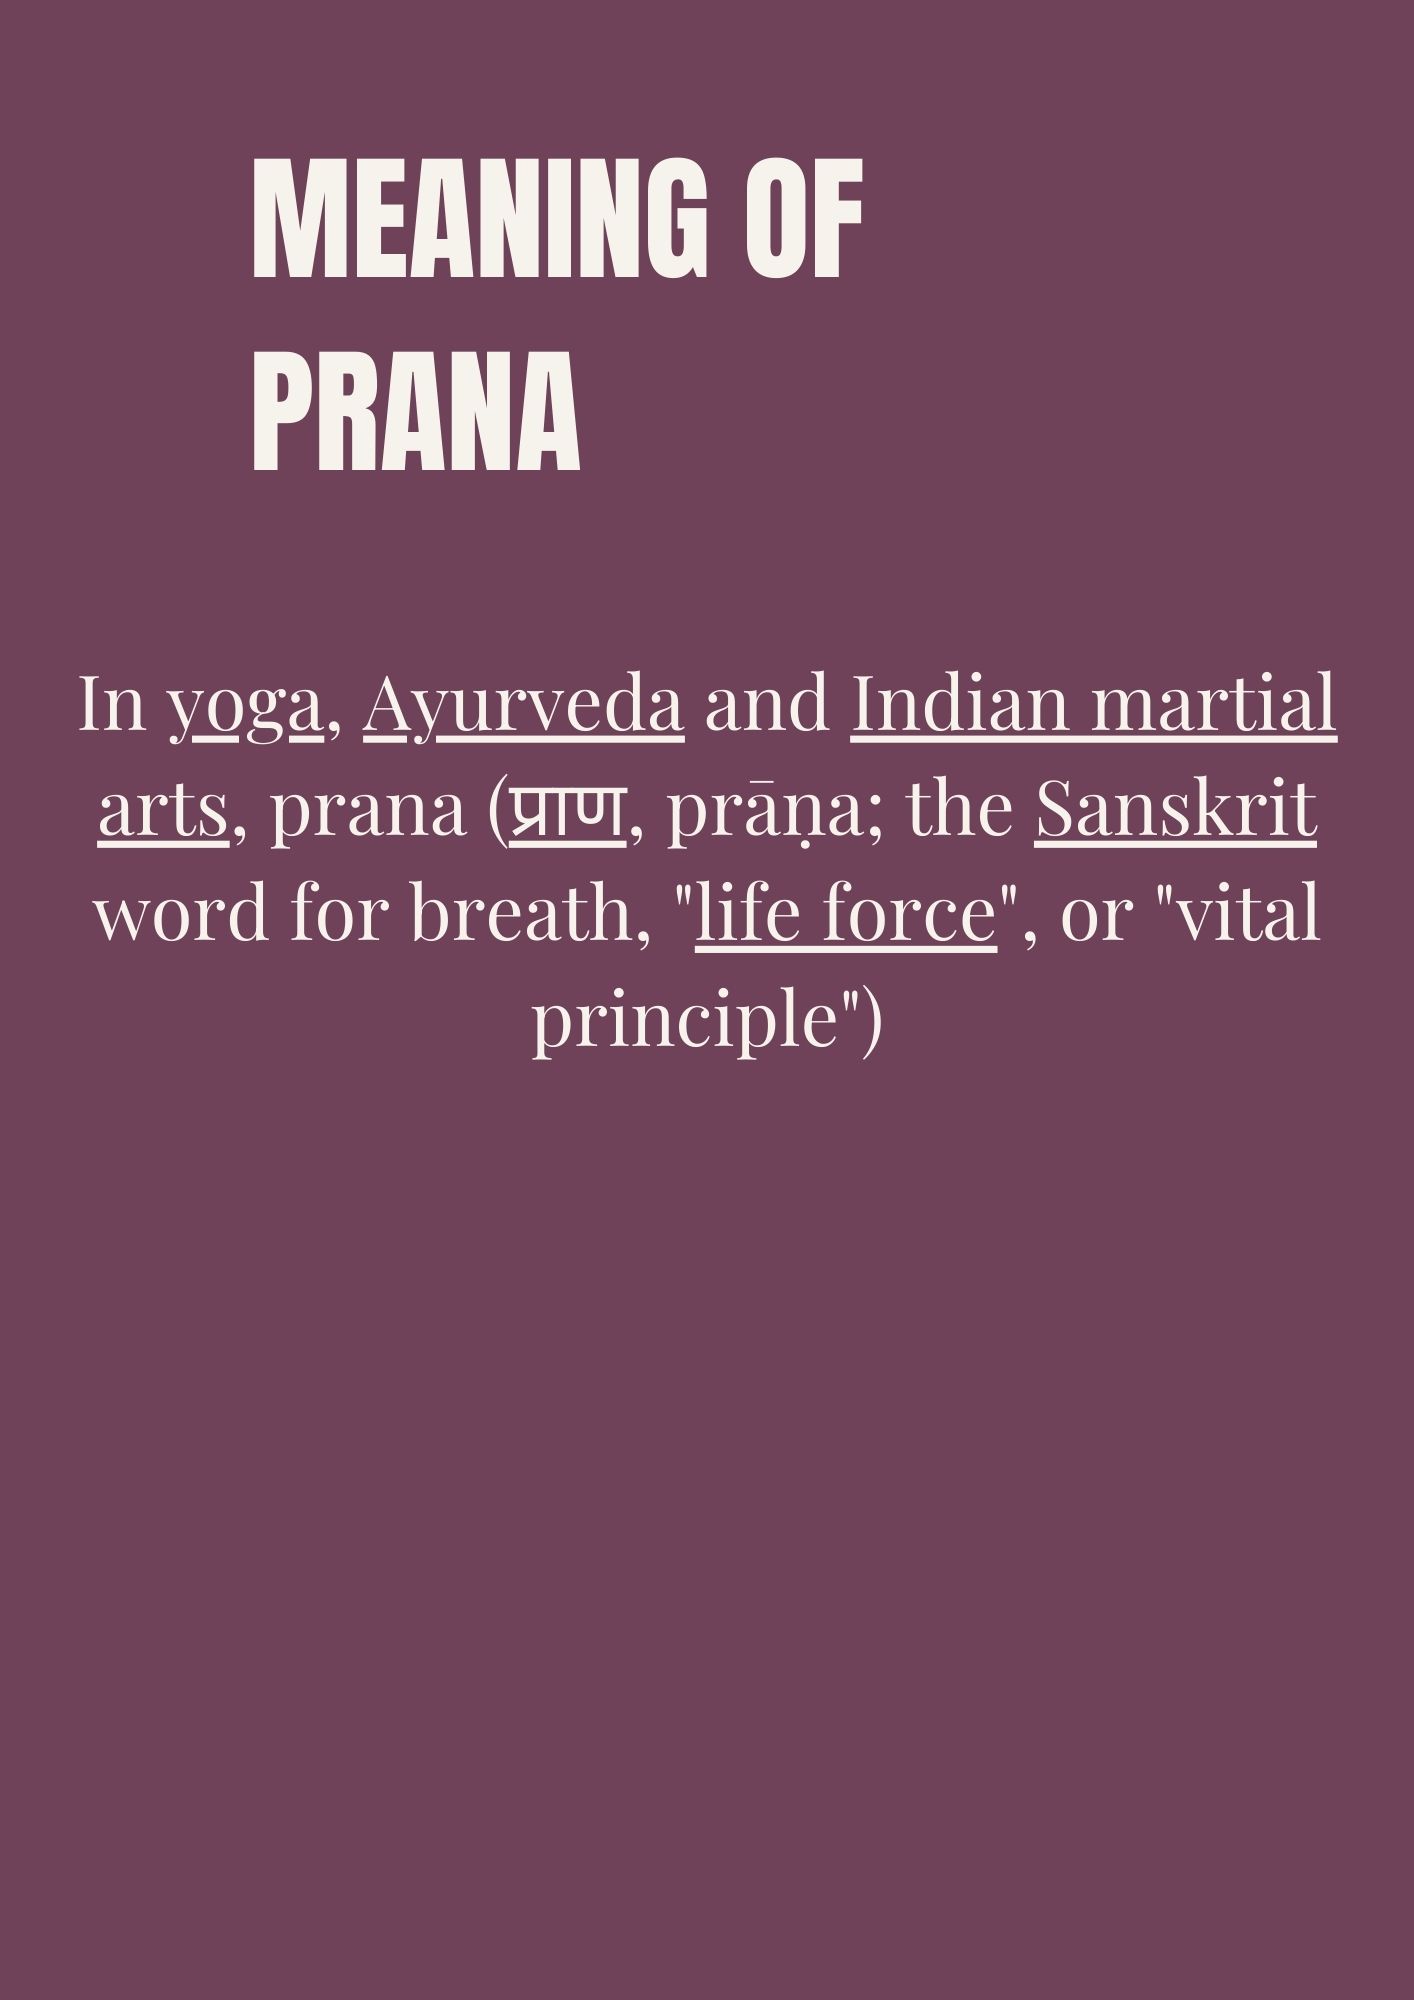 MEANING OF
PRANA
In yoga, Ayurveda and Indian martial
arts, prana (प्राण, prāṇa; the Sanskrit
word for breath, "life force", or "vital
principle")